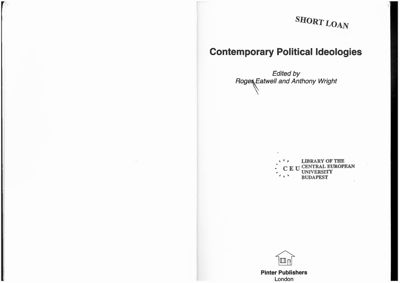 SHORT LOAN
Contemporary Political Ideologies
Edited by
Roger Eatwell and Anthony Wright
CEU
LIBRARY OF THE
CENTRAL EUROPEAN
UNIVERSITY
BUDAPEST
Pinter Publishers
London